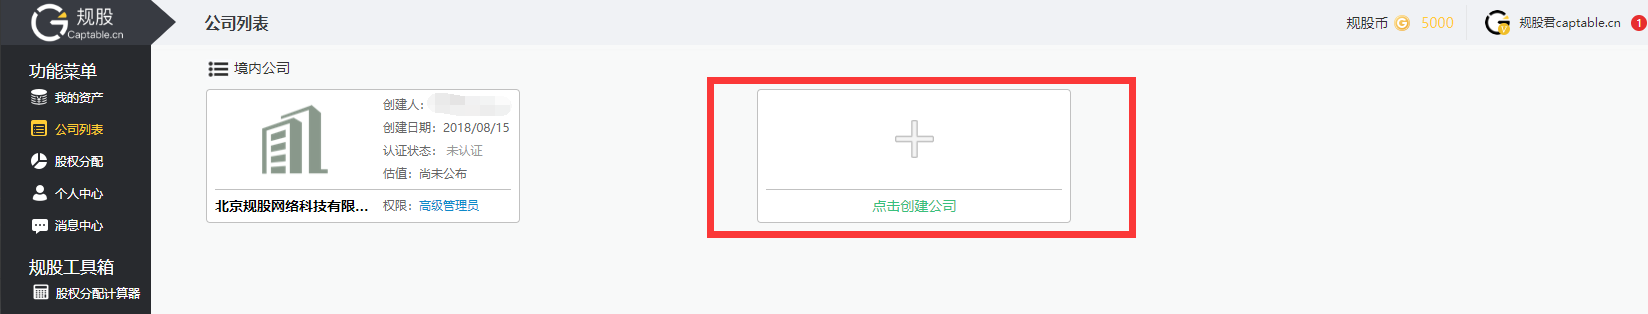 规股
Captable.cn
公司列表
规股币 G 5000
规股君captable.cn 1
功能菜单
我的资产
公司列表
股权分配
个人中心
消息中心
规股工具箱
股权分配计算器
境内公司
创建人：
创建日期：2018/08/15
认证状态： 未认证
估值：尚未公布
北京规股网络科技有限...
权限：高级管理员
点击创建公司